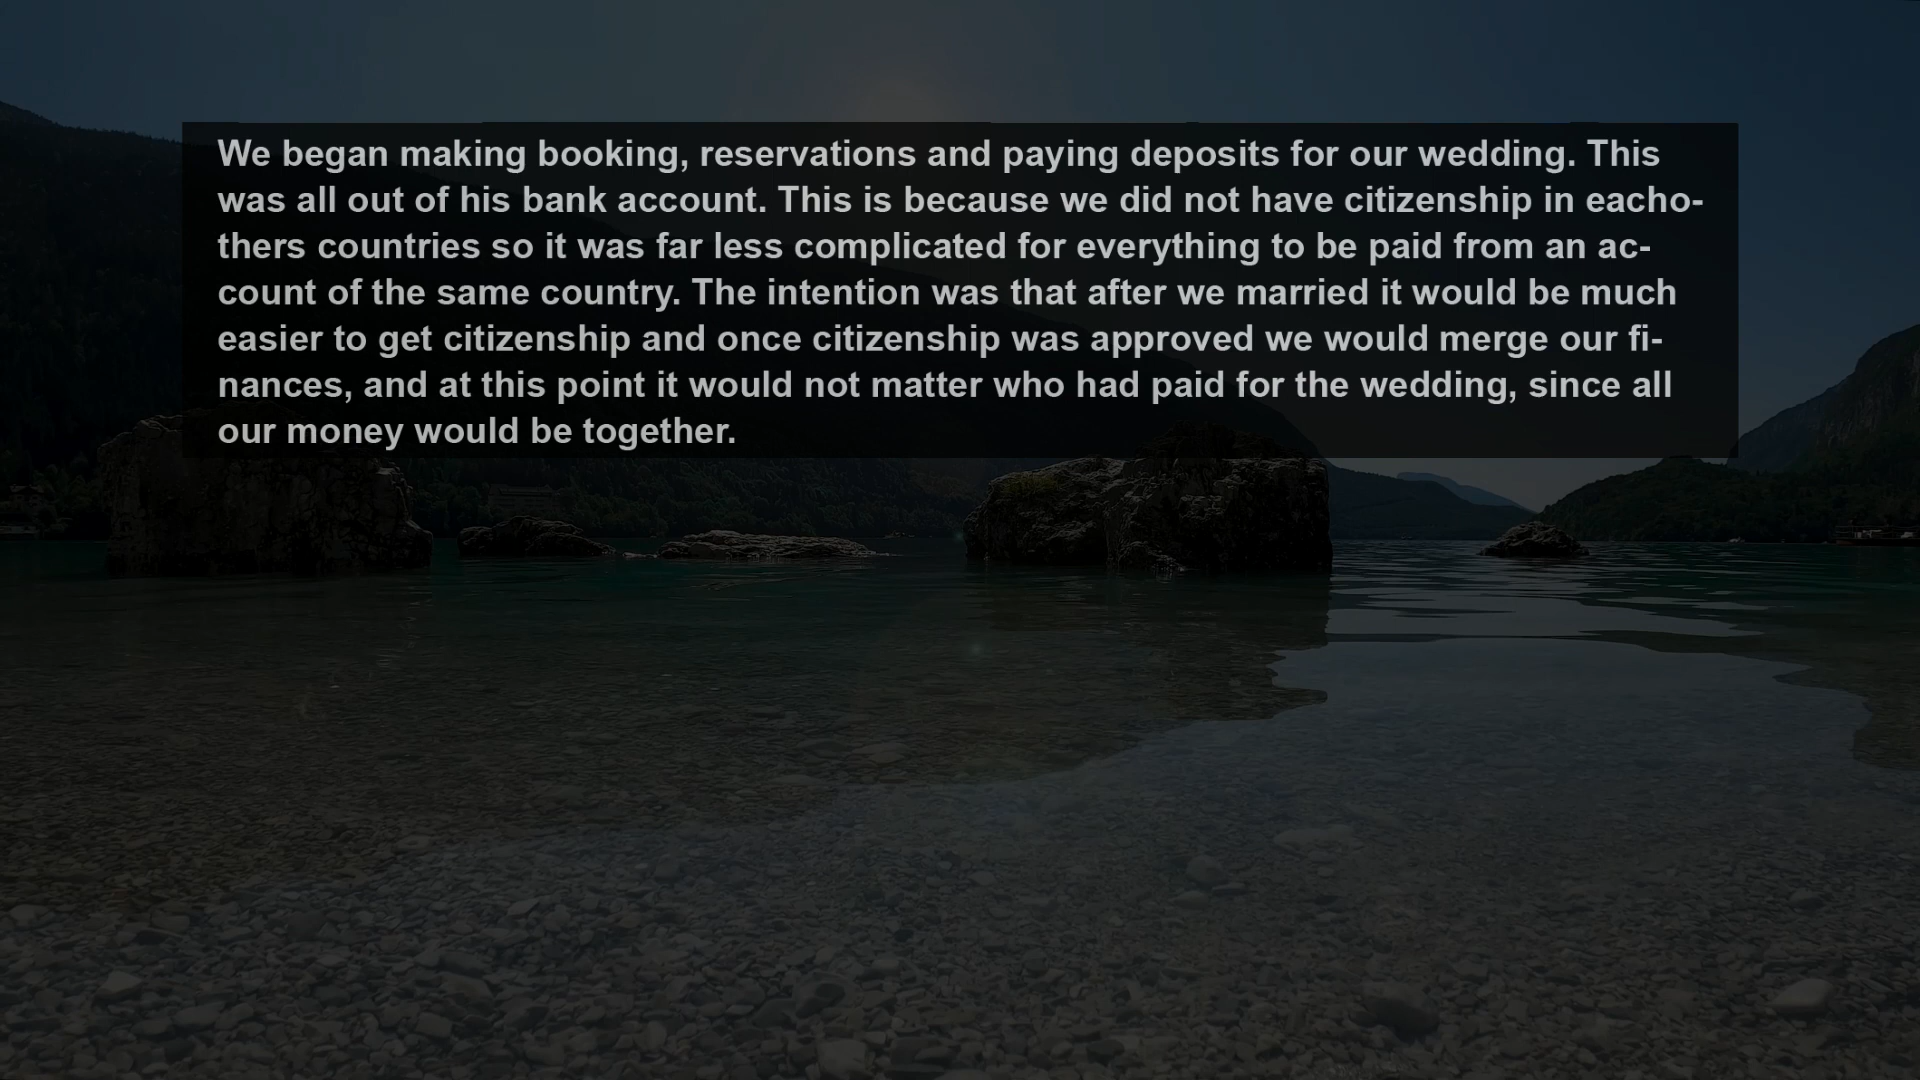 We began making booking, reservations and paying deposits for our wedding. This
was all out of his bank account. This is because we did not have citizenship in eacho-
thers countries so it was far less complicated for everything to be paid from an ac-
count of the same country. The intention was that after we married it would be much
easier to get citizenship and once citizenship was approved we would merge our fi-
nances, and at this point it would not matter who had paid for the wedding, since all
our money would be together.